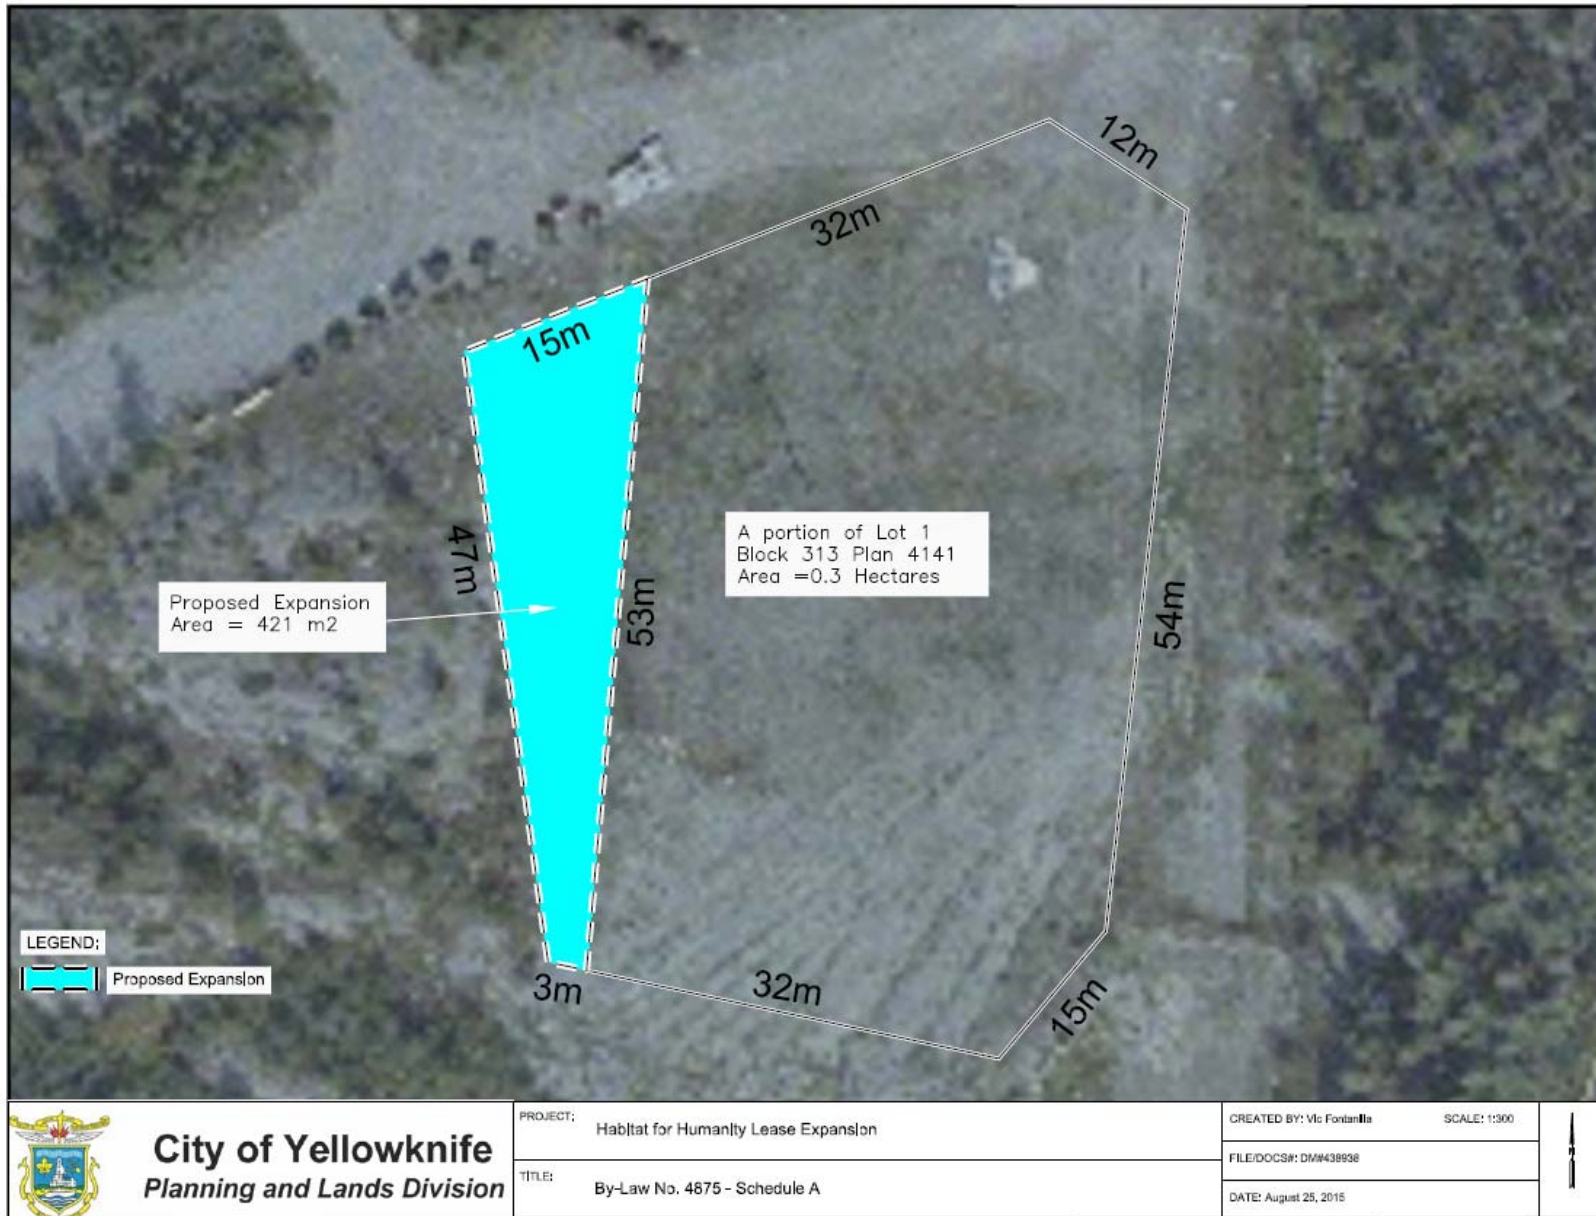 12m
32m
15m
47m
53m
54m
A portion of Lot 1
Block 313 Plan 4141
Area =0.3 Hectares
Proposed Expansion
Area = 421 m2
LEGEND:
Proposed Expansion
3m
32m
15m
City of Yellowknife
Planning and Lands Division
PROJECT:
Habitat for Humanity Lease Expansion
TITLE:
By-Law No. 4875 - Schedule A
CREATED BY: Vic Fontanilla
SCALE: 1:300
FILE/DOCS#: DM#438938
DATE: August 25, 2015